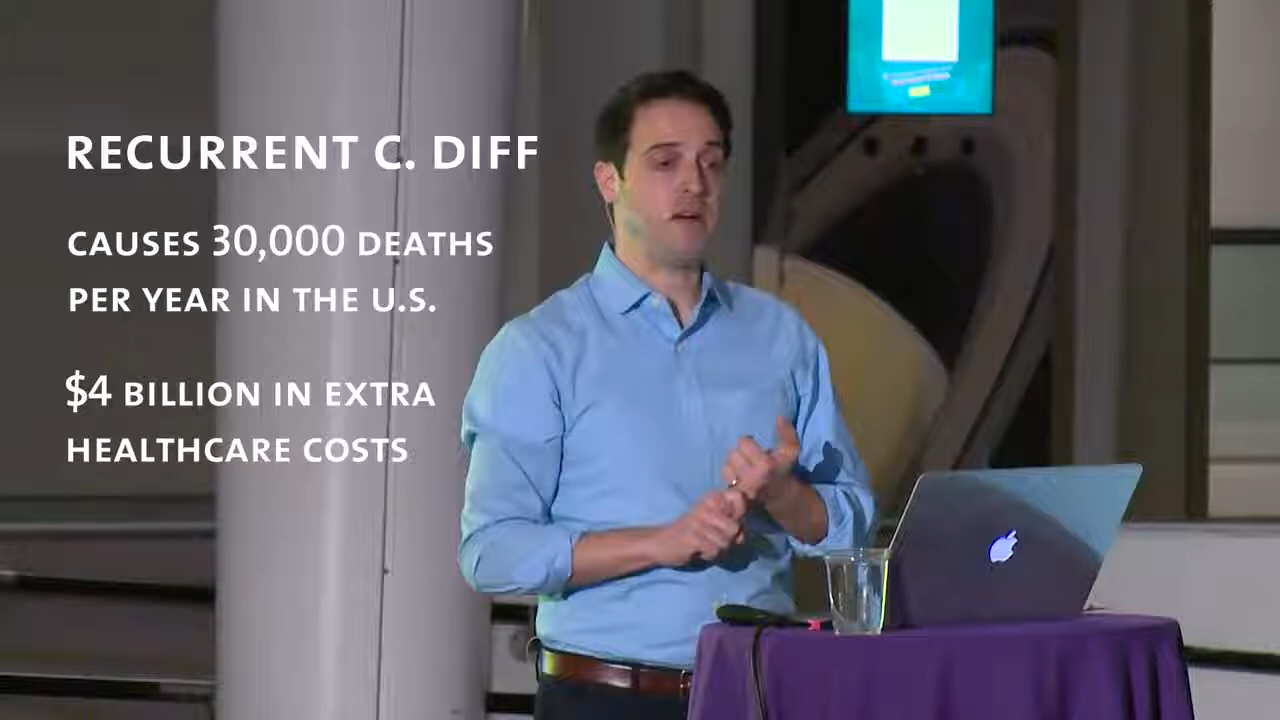 RECURRENT C. DIFF
CAUSES 30,000 DEATHS
PER YEAR IN THE U.S.
$4 BILLION IN EXTRA
HEALTHCARE COSTS